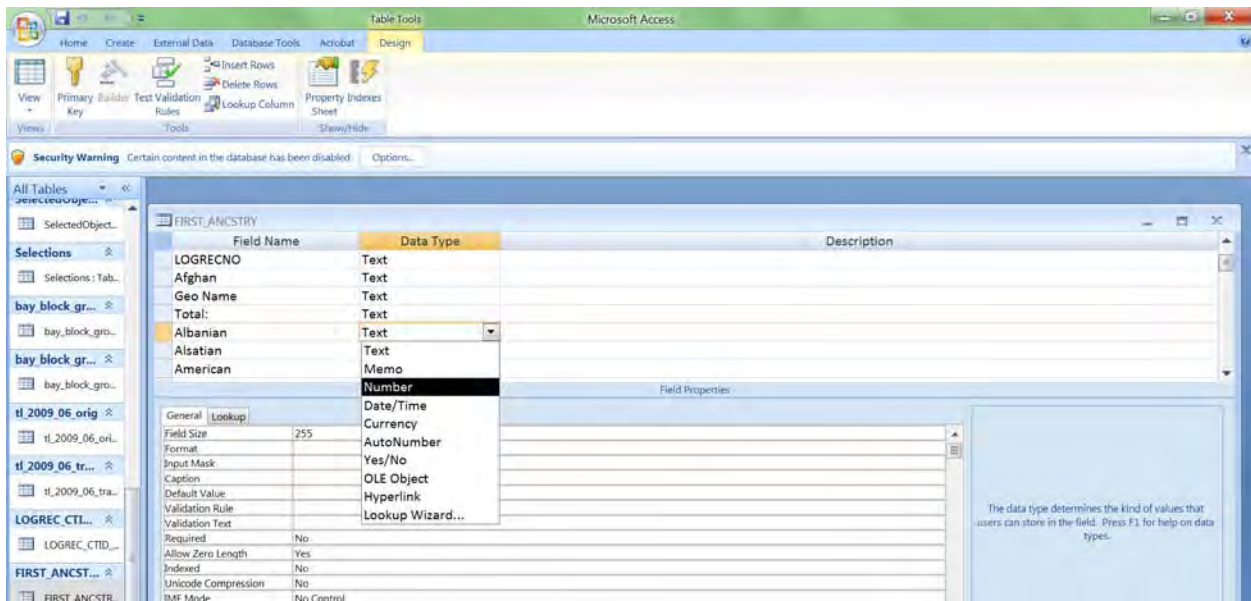 Table Tools
Microsoft Access
Home Create External Data Database Tools Acrobat Design
View
Primary Key
Builder
Test Validation Rules
Insert Rows
Delete Rows
Lookup Column
Property Sheet
Indexes
Views
Tools
Show/Hide
Security Warning Certain content in the database has been disabled Options...
All Tables
SelectedObje...
SelectedObject...
Selections
Selections : Tab...
bay_block_gr...
bay_block_gro...
bay_block_gr...
bay_block_gro...
tl_2009_06_orig
tl_2009_06_ori...
tl_2009_06_tr...
tl_2009_06_tra...
LOGREC_CTI...
LOGREC_CTID_...
FIRST_ANCST...
FIRST_ANCSTR...
FIRST_ANCSTRY
Field Name Data Type Description
LOGRECNO Text
Afghan Text
Geo Name Text
Total: Text
Albanian Text
Alsatian Text
American Memo
Number
Date/Time
Currency
AutoNumber
Yes/No
OLE Object
Hyperlink
Lookup Wizard...
Field Properties
General Lookup
Field Size 255
Format
Input Mask
Caption
Default Value
Validation Rule
Validation Text
Required No
Allow Zero Length Yes
Indexed No
Unicode Compression No
IME Mode No Control
The data type determines the kind of values that
users can store in the field. Press F1 for help on data
types.